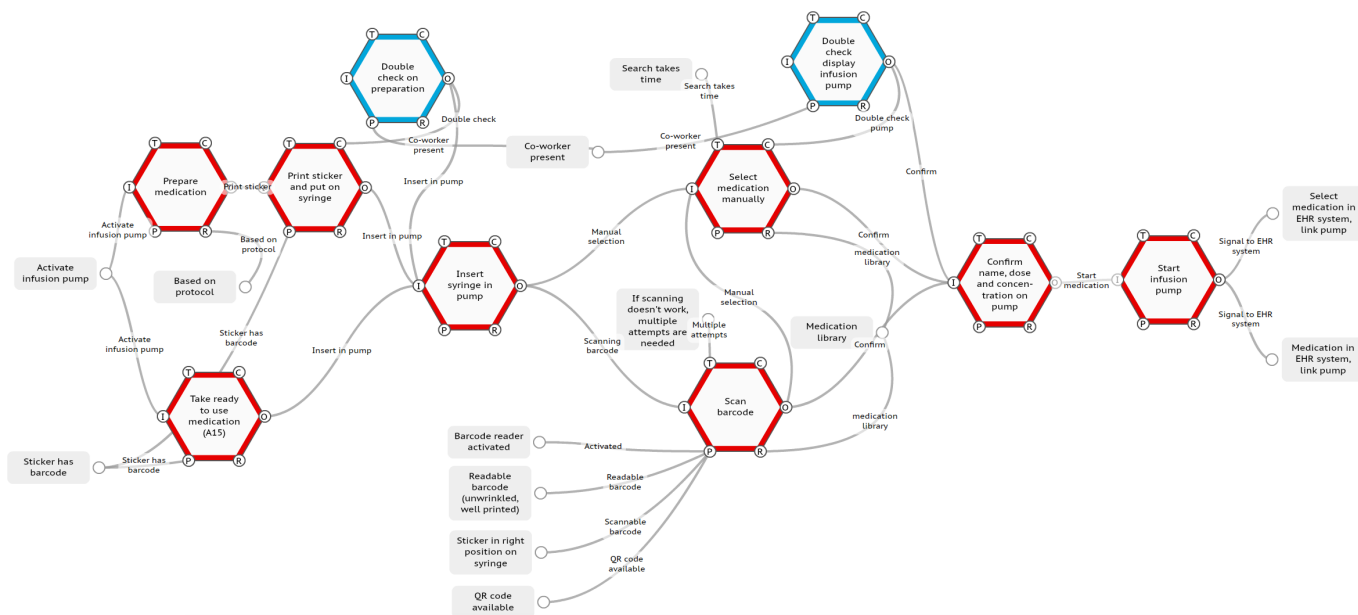 T
C
I
Double
check on
preparation
O
P
R
Double check
Co-worker
present
Insert in pump
Co-worker
present
Co-worker
present
Search takes
time
Search takes
time
T
C
I
Double
check
display
infusion
pump
O
P
R
Double check
pump
Confirm
T
C
I
Prepare
medication
P
R
Print sticker
T
C
Print sticker
and put on
syringe
O
P
R
Activate
infusion pump
Based on
protocol
Insert in pump
Activate
infusion pump
Based on
protocol
Sticker has
barcode
Activate
infusion pump
Insert in pump
T
C
I
Take ready
to use
medication
(A15)
O
P
R
Sticker has
barcode
Sticker has
barcode
T
C
I
Insert
syringe in
pump
O
P
R
Manual
selection
Scanning
barcode
T
C
I
Select
medication
manually
O
P
R
Confirm
medication
library
Manual
selection
If scanning
doesn't work,
multiple
attempts are
needed
Multiple
attempts
Medication
library
Confirm
T
C
I
Scan
barcode
O
P
R
medication
library
Barcode reader
activated
Activated
Readable
barcode
(unwrinkled,
well printed)
Readable
barcode
Sticker in right
position on
syringe
Scannable
barcode
QR code
available
QR code
available
T
C
I
Confirm
name, dose
and concen-
tration on
pump
O
P
R
Start
medication
T
C
I
Start
infusion
pump
O
P
R
Signal to EHR
system
Select
medication in
EHR system,
link pump
Signal to EHR
system
Medication in
EHR system,
link pump